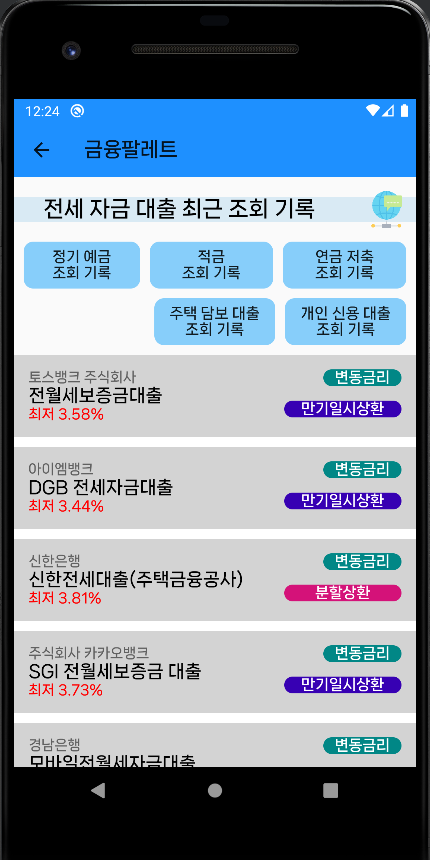 12:24
금융팔레트
전세 자금 대출 최근 조회 기록
정기 예금
조회 기록
적금
조회 기록
연금 저축
조회 기록
주택 담보 대출
조회 기록
개인 신용 대출
조회 기록
토스뱅크 주식회사
변동금리
전월세보증금대출
만기일시상환
최저 3.58%
아이엠뱅크
변동금리
DGB 전세자금대출
만기일시상환
최저 3.44%
신한은행
변동금리
신한전세대출(주택금융공사)
분할상환
최저 3.81%
주식회사 카카오뱅크
변동금리
SGI 전월세보증금 대출
만기일시상환
최저 3.73%
경남은행
변동금리
모바일전월세자금대출